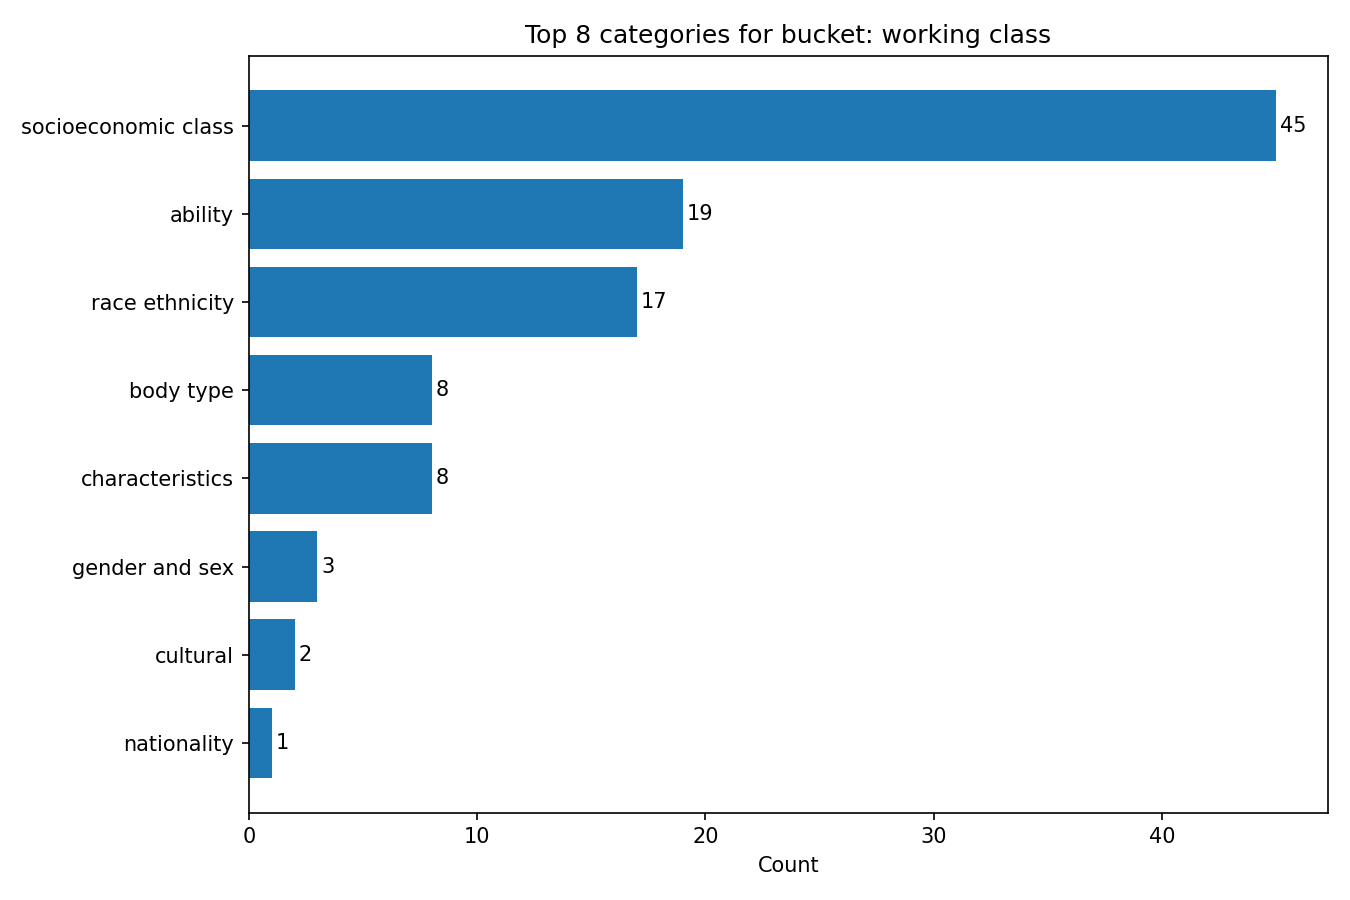 Top 8 categories for bucket: working class
socioeconomic class 45
ability 19
race ethnicity 17
body type 8
characteristics 8
gender and sex 3
cultural 2
nationality 1
0 10 20 30 40
Count